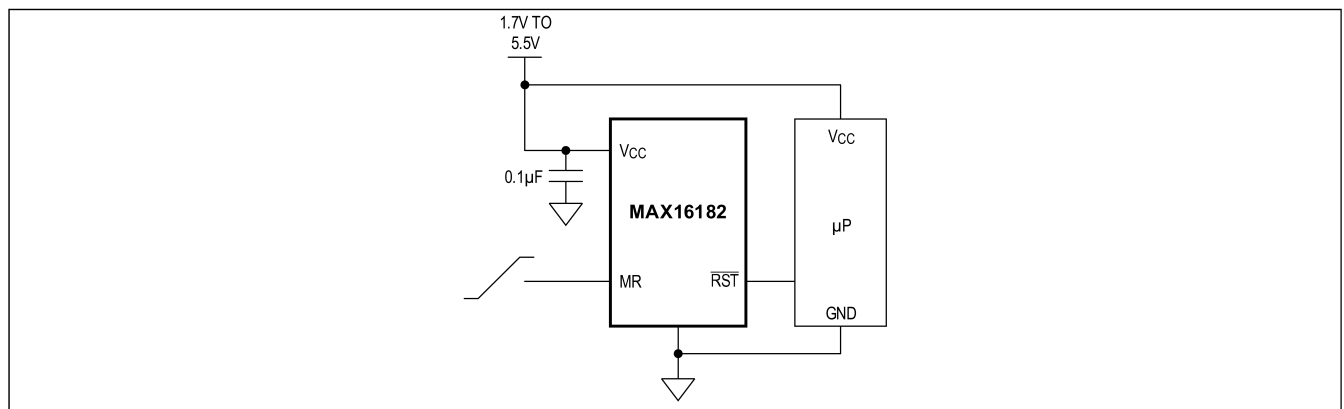 1.7V TO
5.5V
VCC
VCC
0.1µF
MAX16182
µP
MR
RST
GND